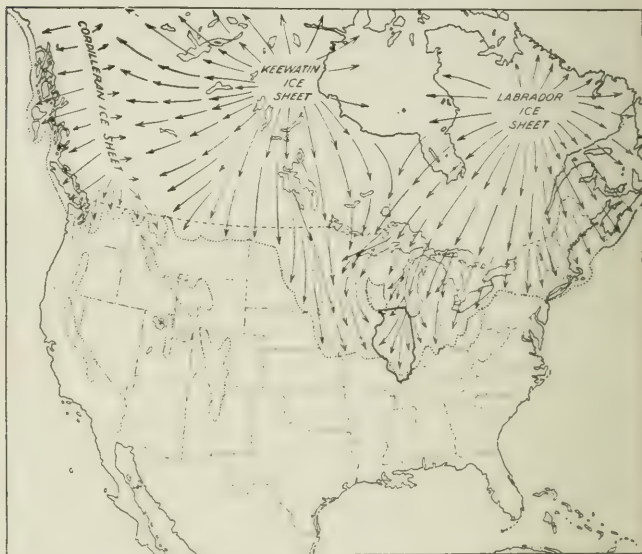 CORDILLERAN ICE SHEET
KEEWATIN
ICE
SHEET
LABRADOR
ICE
SHEET